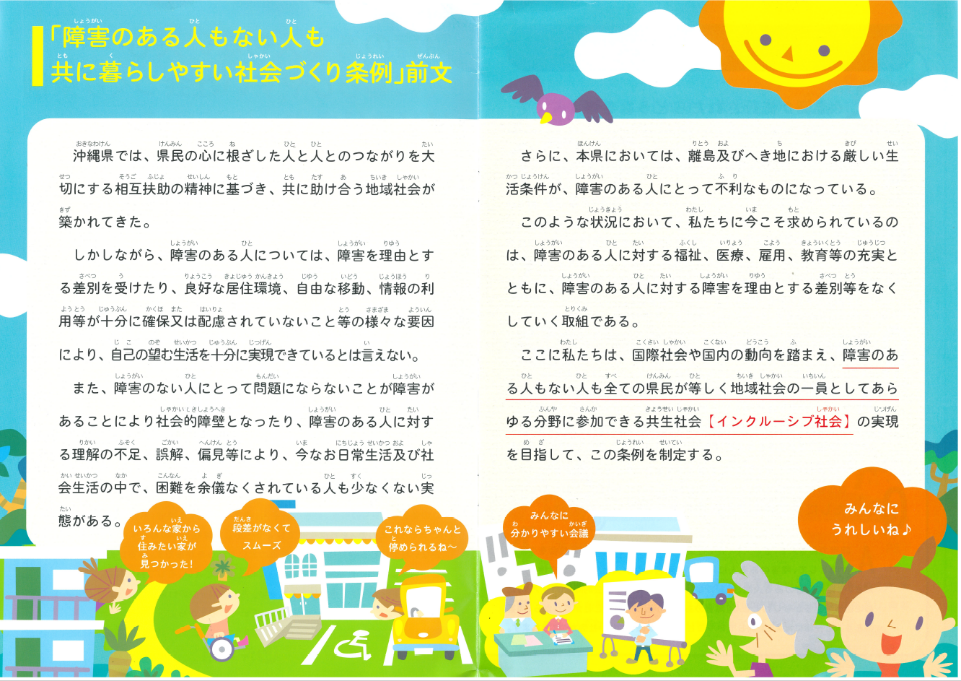 「障害のある人もない人も
共に暮らしやすい社会づくり条例」前文
沖縄県では、県民の心に根ざした人と人とのつながりを大
切にする相互扶助の精神に基づき、共に助け合う地域社会が
築かれてきた。
しかしながら、障害のある人については、障害を理由とす
る差別を受けたり、良好な居住環境、自由な移動、情報の利
用等が十分に確保又は配慮されていないこと等の様々な要因
により、自己の望む生活を十分に実現できているとは言えない。
また、障害のない人にとって問題にならないことが障害が
あることにより社会的障壁となったり、障害のある人に対す
る理解の不足、誤解、偏見等により、今なお日常生活及び社
会生活の中で、困難を余儀なくされている人も少なくない実
態がある。
さらに、本県においては、離島及びへき地における厳しい生
活条件が、障害のある人にとって不利なものになっている。
このような状況において、私たちに今こそ求められているの
は、障害のある人に対する福祉、医療、雇用、教育等の充実と
ともに、障害のある人に対する障害を理由とする差別等をなく
していく取組である。
ここに私たちは、国際社会や国内の動向を踏まえ、障害のあ
る人もない人も全ての県民が等しく地域社会の一員としてあら
ゆる分野に参加できる共生社会【インクルーシブ社会】の実現
を目指して、この条例を制定する。
いろんな家から
住みたい家が
見つかった!
段差がなくて
スムーズ
これならちゃんと
停められるね〜
みんなに
分かりやすい会議
みんなに
うれしいね♪